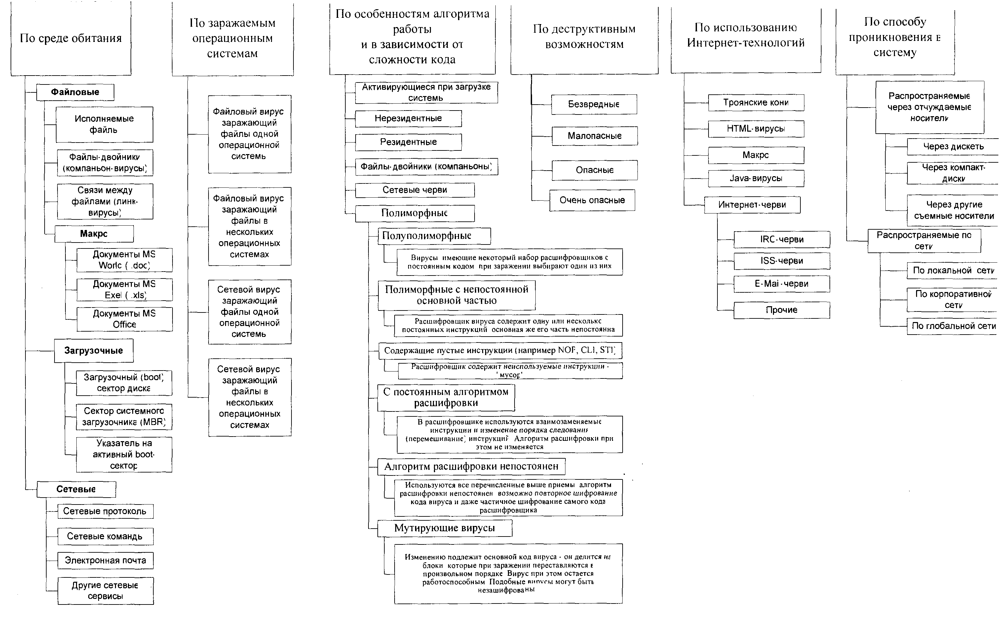 По среде обитания
Файловые
Исполняемые
файль
Файлы-двойники
(компаньон-вирусы)
Связи между
файлами (линк-
вирусы)
Макрс
Документы MS
Worlc ( .doc)
Документы MS
Exel ( .xls)
Документы MS
Office
Загрузочные
Загрузочный (boot)
сектор диска
Сектор системного
загрузочника (MBR)
Указатель на
активный boot-
сектор
Сетевые
Сетевые протоколь
Сетевые командь
Электронная почта
Другие сетевые
сервисы
По заражаемым
операционным
системам
Файловый вирус
заражающий
файлы одной
операционной
системь
Файловый вирус
заражающий
файлы в
нескольких
операционных
системах
Сетевой вирус
заражающий
файлы одной
операционной
системь
Сетевой вирус
заражающий
файлы в
нескольких
операционных
системах
По особенностям алгоритма
работы
и в зависимости от
сложности кода
Активирующиеся при загрузке
системь
Нерезидентные
Резидентные
Файлы-двойники (компаньоны)
Сетевые черви
Полиморфные
Полуполиморфные
Вирусы имеющие некоторый набор расшифровщиков с
постоянным кодом при заражении выбирают один из них
Полиморфные с непостоянной
основной частью
Расшифровщик вируса содержит одну или несколькс
постоянных инструкций основная же его часть непостоянна
Содержащие пустые инструкции (например NOP, CLI, STI)
Расшифровщик содержит неиспользуемые инструкции -
'мусор'
С постоянным алгоритмом
расшифровки
В расшифровщике используются взаимозаменяемые
инструкции и изменение порядка следования
(перемешивание) инструкций Алгоритм расшифровки при
этом не изменяется
Алгоритм расшифровки непостоянен
Используются все перечисленные выше приемы алгоритм
расшифровки непостоянен возможно повторное шифрование
кода вируса и даже частичное шифрование самого кода
расшифровщика
Мутирующие вирусы
Изменению подлежит основной код вируса - он делится на
блоки которые при заражении переставляются в
произвольном порядке Вирус при этом остается
работоспособным Подобные вирусы могут быть
незашифрованы
По деструктивным
возможностям
Безвредные
Малопасные
Опасные
Очень опасные
По использованию
Интернет-технологий
Троянские кони
HTML-вирусы
Макрс
Java-вирусы
Интернет-черви
IRC-черви
ISS-черви
E-Mai -черви
Прочие
По способу
проникновения в
систему
Распространяемые
через отчуждаемые
носители
Через дискеть
Через компакт-
диски
Через другие
съемные носители
Распространяемые по
сети
По локальной сети
По корпоративной
сети
По глобальной сети